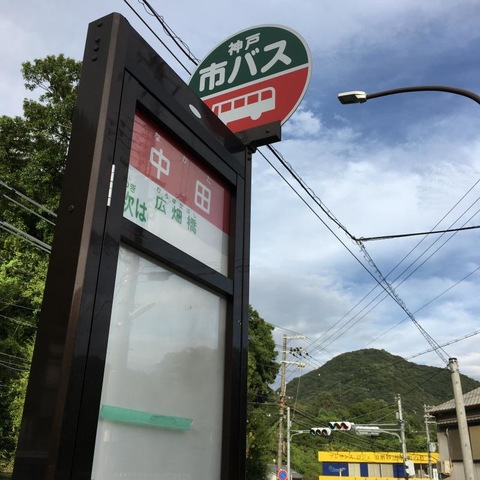 神戸
市バス
中田
次は 広畑橋